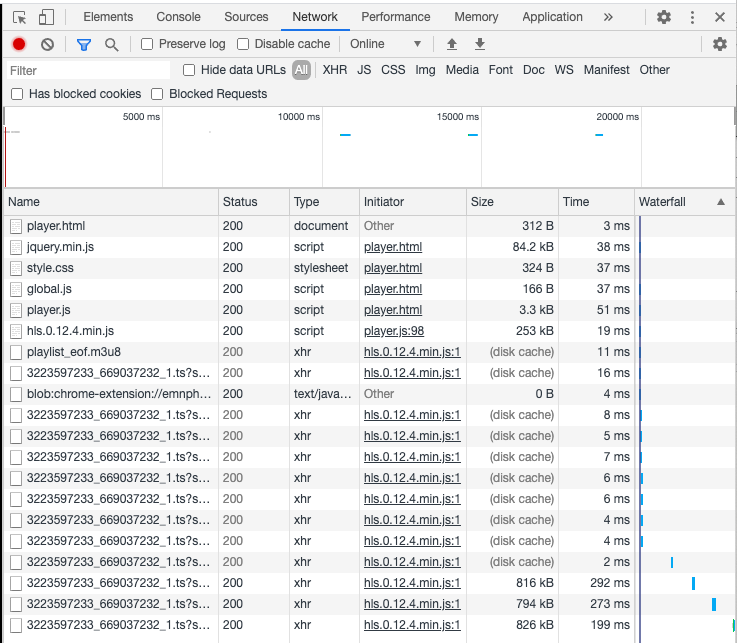 Elements Console Sources Network Performance Memory Application »
Preserve log Disable cache Online ▼
Filter Hide data URLs All XHR JS CSS Img Media Font Doc WS Manifest Other
Has blocked cookies Blocked Requests
5000 ms 10000 ms 15000 ms 20000 ms
Name Status Type Initiator Size Time Waterfall ▲
player.html 200 document Other 312 B 3 ms
jquery.min.js 200 script player.html 84.2 kB 38 ms
style.css 200 stylesheet player.html 324 B 37 ms
global.js 200 script player.html 166 B 37 ms
player.js 200 script player.html 3.3 kB 51 ms
hls.0.12.4.min.js 200 script player.js:98 253 kB 19 ms
playlist_eof.m3u8 200 xhr hls.0.12.4.min.js:1 (disk cache) 11 ms
3223597233_669037232_1.ts?s... 200 xhr hls.0.12.4.min.js:1 (disk cache) 16 ms
blob:chrome-extension://emnph... 200 text/java... Other 0 B 4 ms
3223597233_669037232_1.ts?s... 200 xhr hls.0.12.4.min.js:1 (disk cache) 8 ms
3223597233_669037232_1.ts?s... 200 xhr hls.0.12.4.min.js:1 (disk cache) 5 ms
3223597233_669037232_1.ts?s... 200 xhr hls.0.12.4.min.js:1 (disk cache) 7 ms
3223597233_669037232_1.ts?s... 200 xhr hls.0.12.4.min.js:1 (disk cache) 6 ms
3223597233_669037232_1.ts?s... 200 xhr hls.0.12.4.min.js:1 (disk cache) 6 ms
3223597233_669037232_1.ts?s... 200 xhr hls.0.12.4.min.js:1 (disk cache) 4 ms
3223597233_669037232_1.ts?s... 200 xhr hls.0.12.4.min.js:1 (disk cache) 4 ms
3223597233_669037232_1.ts?s... 200 xhr hls.0.12.4.min.js:1 (disk cache) 2 ms
3223597233_669037232_1.ts?s... 200 xhr hls.0.12.4.min.js:1 816 kB 292 ms
3223597233_669037232_1.ts?s... 200 xhr hls.0.12.4.min.js:1 794 kB 273 ms
3223597233_669037232_1.ts?s... 200 xhr hls.0.12.4.min.js:1 826 kB 199 ms